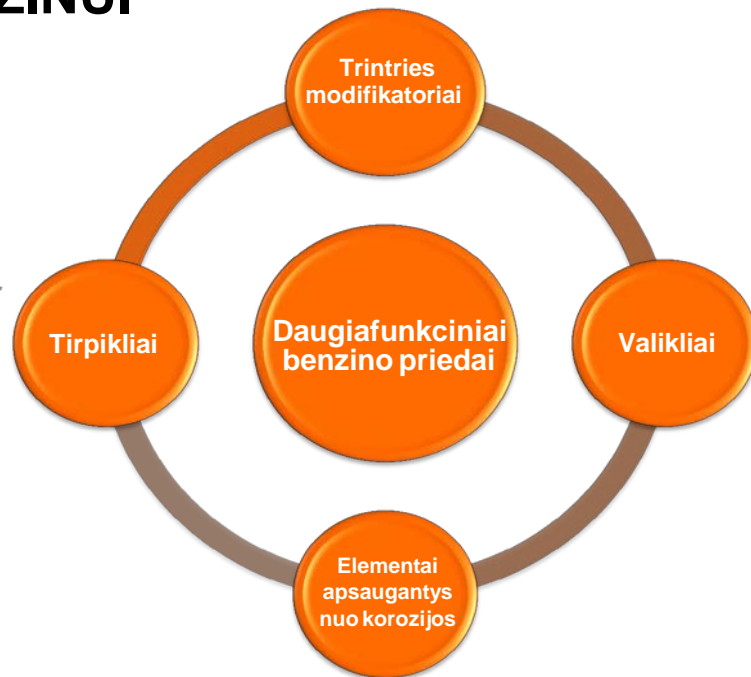 Trintries
modifikatoriai
Tirpikliai
Daugiafunkciniai
benzino priedai
Valikliai
Elementai
apsaugantys
nuo korozijos